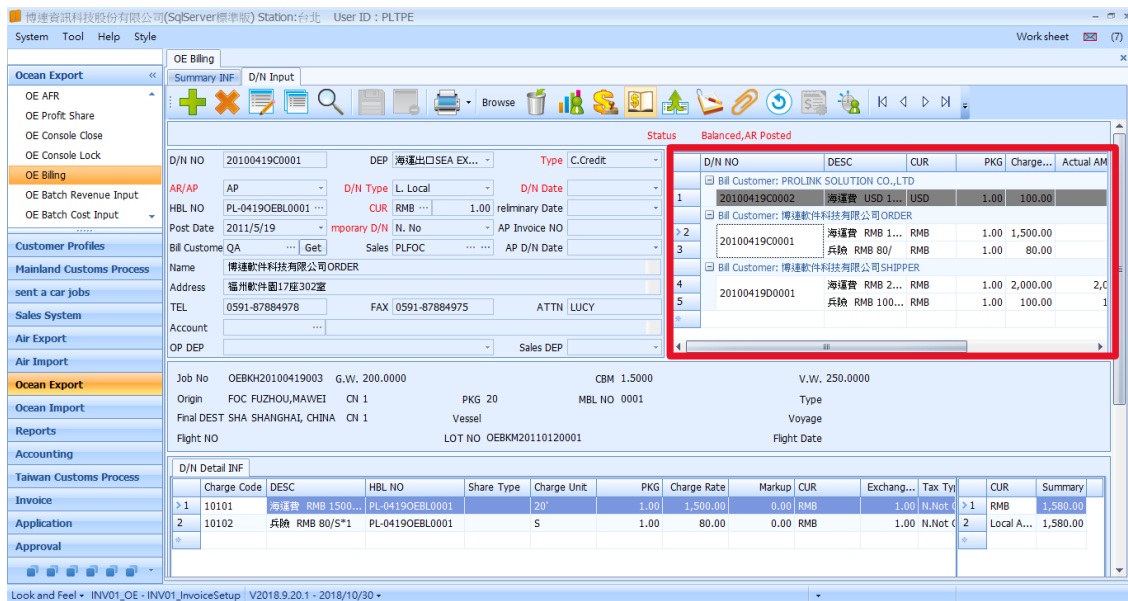 博連資訊科技股份有限公司(SqlServer標準版) Station:台北 User ID : PLTPE
System Tool Help Style Work sheet (7)
OE Billing
Ocean Export «
Summary INF D/N Input
OE AFR
OE Profit Share
OE Console Close
OE Console Lock
OE Billing
OE Batch Revenue Input
OE Batch Cost Input
Customer Profiles
Mainland Customs Process
sent a car jobs
Sales System
Air Export
Air Import
Ocean Export
Ocean Import
Reports
Accounting
Taiwan Customs Process
Invoice
Application
Approval
Browse
Status Balanced,AR Posted
D/N NO 20100419C0001 DEP 海運出口SEA EX... Type C.Credit
AR/AP AP D/N Type L. Local D/N Date
HBL NO PL-0419OEBL0001 ... CUR RMB ... 1.00 reliminary Date
Post Date 2011/5/19 mporary D/N N. No AP Invoice NO
Bill Custome QA ... Get Sales PLFOC ... ... AP D/N Date
Name 博連軟件科技有限公司ORDER
Address 福州軟件園17座302室
TEL 0591-87884978 FAX 0591-87884975 ATTN LUCY
Account ...
OP DEP Sales DEP
D/N NO DESC CUR PKG Charge... Actual AM
Bill Customer: PROLINK SOLUTION CO.,LTD
1 20100419C0002 海運費 USD 1... USD 1.00 100.00
Bill Customer: 博連軟件科技有限公司ORDER
2 20100419C0001 海運費 RMB 1... RMB 1.00 1,500.00
3 兵險 RMB 80/ RMB 1.00 80.00
Bill Customer: 博連軟件科技有限公司SHIPPER
4 20100419D0001 海運費 RMB 2... RMB 1.00 2,000.00 2,0
5 兵險 RMB 100... RMB 1.00 100.00 1
Job No OEBKH20100419003 G.W. 200.0000 CBM 1.5000 V.W. 250.0000
Origin FOC FUZHOU,MAWEI CN 1 PKG 20 MBL NO 0001 Type
Final DEST SHA SHANGHAI, CHINA CN 1 Vessel Voyage
Flight NO LOT NO OEBKM20110120001 Flight Date
D/N Detail INF
Charge Code DESC HBL NO Share Type Charge Unit PKG Charge Rate Markup CUR Exchang... Tax Typ CUR Summary
1 10101 海運費 RMB 1500... PL-0419OEBL0001 20' 1.00 1,500.00 0.00 RMB 1.00 N.Not 1 RMB 1,580.00
2 10102 兵險 RMB 80/S*1 PL-0419OEBL0001 S 1.00 80.00 0.00 RMB 1.00 N.Not 2 Local A... 1,580.00
Look and Feel INV01_OE - INV01_InvoiceSetup V2018.9.20.1 - 2018/10/30